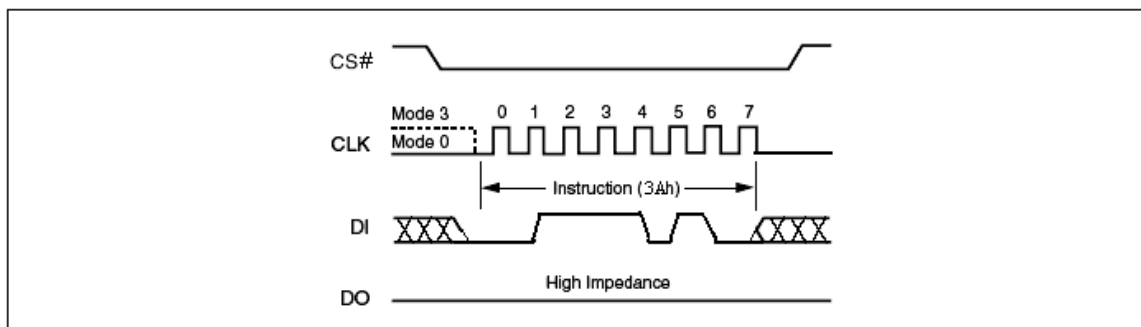 CS#
Mode 3
0 1 2 3 4 5 6 7
CLK
Mode 0
Instruction (3Ah)
DI
High Impedance
DO